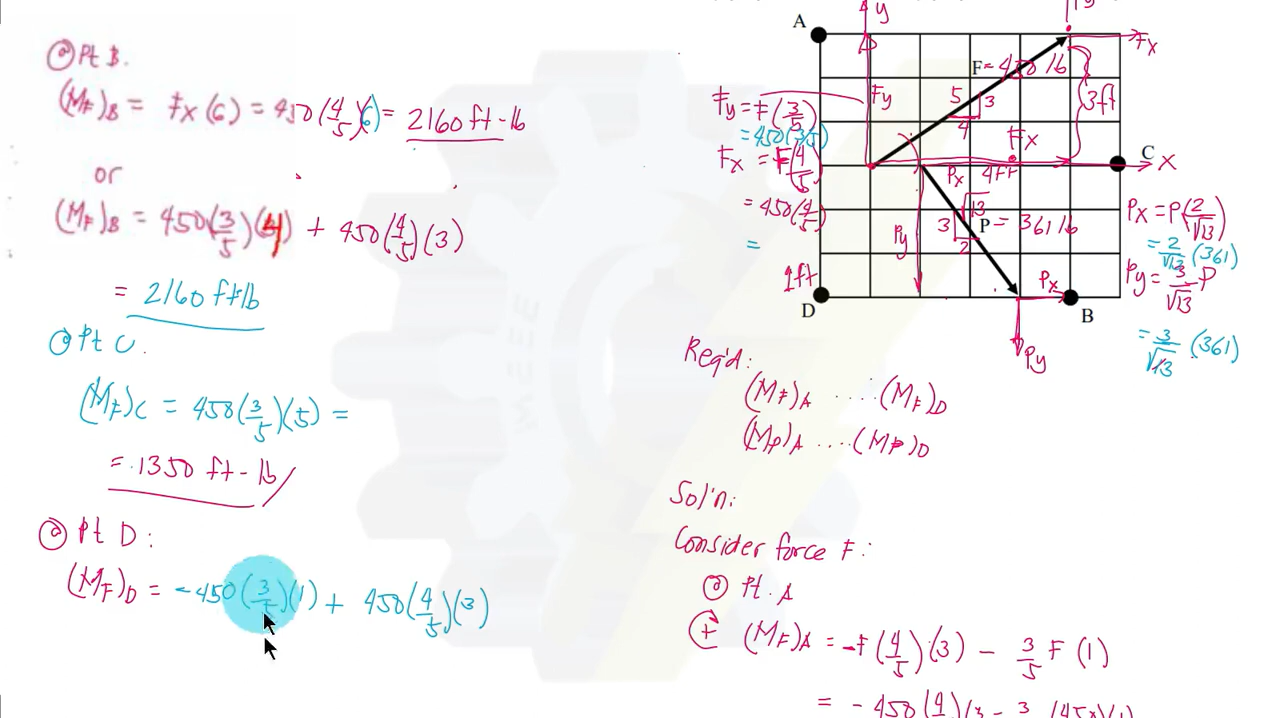 @ Pt B.
(MF)B = Fx (6) = 450 (4/5)(6) = 2160 ft-lb
or
(MF)B = 450(3/5)(4) + 450(4/5)(3)
= 2160 ft-lb
@ Pt C.
(MF)C = 450(3/5)(5) =
= 1350 ft-lb
@ Pt D:
(MF)D = -450(3/5)(1) + 450(4/5)(3)
y
A
Fx
F= 450 lb
Fy
5
3
4
3ft
Fy = F(3/5)
= 450(3/5)
Fx = F(4/5)
= 450(4/5)
=
Fx
C
X
Px
4ft
√13
3
2
P= 361 lb
Py
Px = P(2/√13)
= 2/√13 (361)
Py = 3/√13 P
= 3/√13 (361)
1ft
D
Px
B
Py
Req'd:
(MF)A .... (MF)D
(MP)A .... (MP)D
Sol'n:
Consider force F:
@ Pt. A
(MF)A = -F(4/5)(3) - 3/5 F (1)